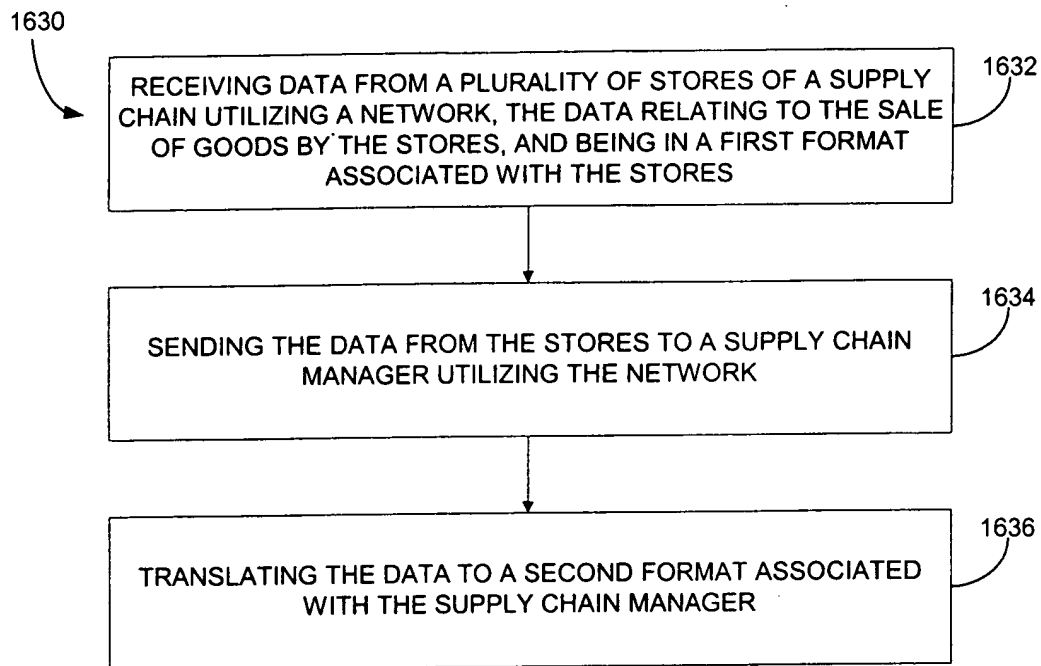 1630
1632
RECEIVING DATA FROM A PLURALITY OF STORES OF A SUPPLY
CHAIN UTILIZING A NETWORK, THE DATA RELATING TO THE SALE
OF GOODS BY THE STORES, AND BEING IN A FIRST FORMAT
ASSOCIATED WITH THE STORES
1634
SENDING THE DATA FROM THE STORES TO A SUPPLY CHAIN
MANAGER UTILIZING THE NETWORK
1636
TRANSLATING THE DATA TO A SECOND FORMAT ASSOCIATED
WITH THE SUPPLY CHAIN MANAGER